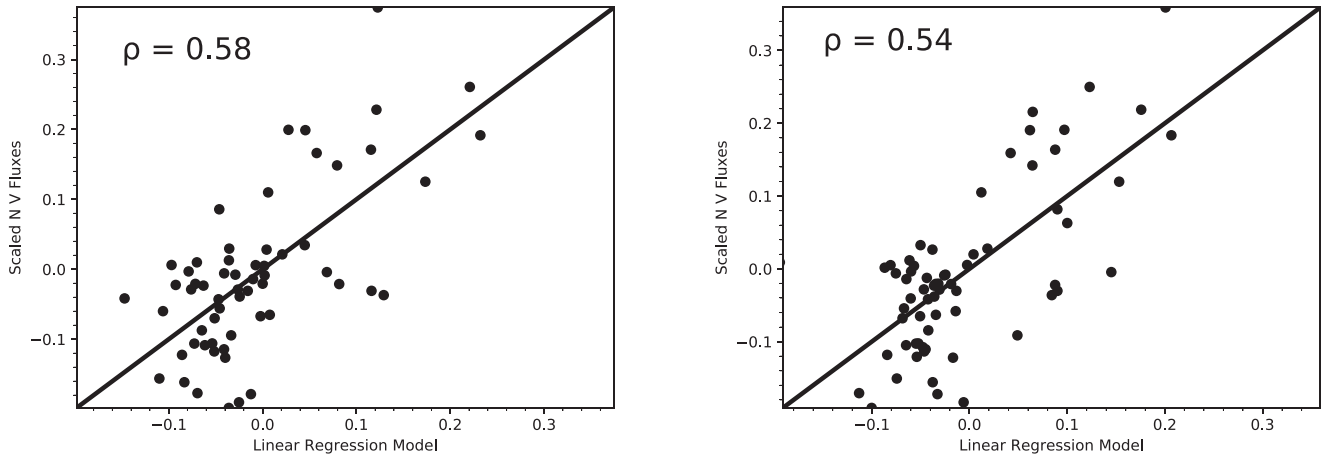 ρ = 0.58
0.3
0.2
0.1
0.0
−0.1
Scaled N V Fluxes
−0.1 0.0 0.1 0.2 0.3
Linear Regression Model
ρ = 0.54
0.3
0.2
0.1
0.0
−0.1
Scaled N V Fluxes
−0.1 0.0 0.1 0.2 0.3
Linear Regression Model